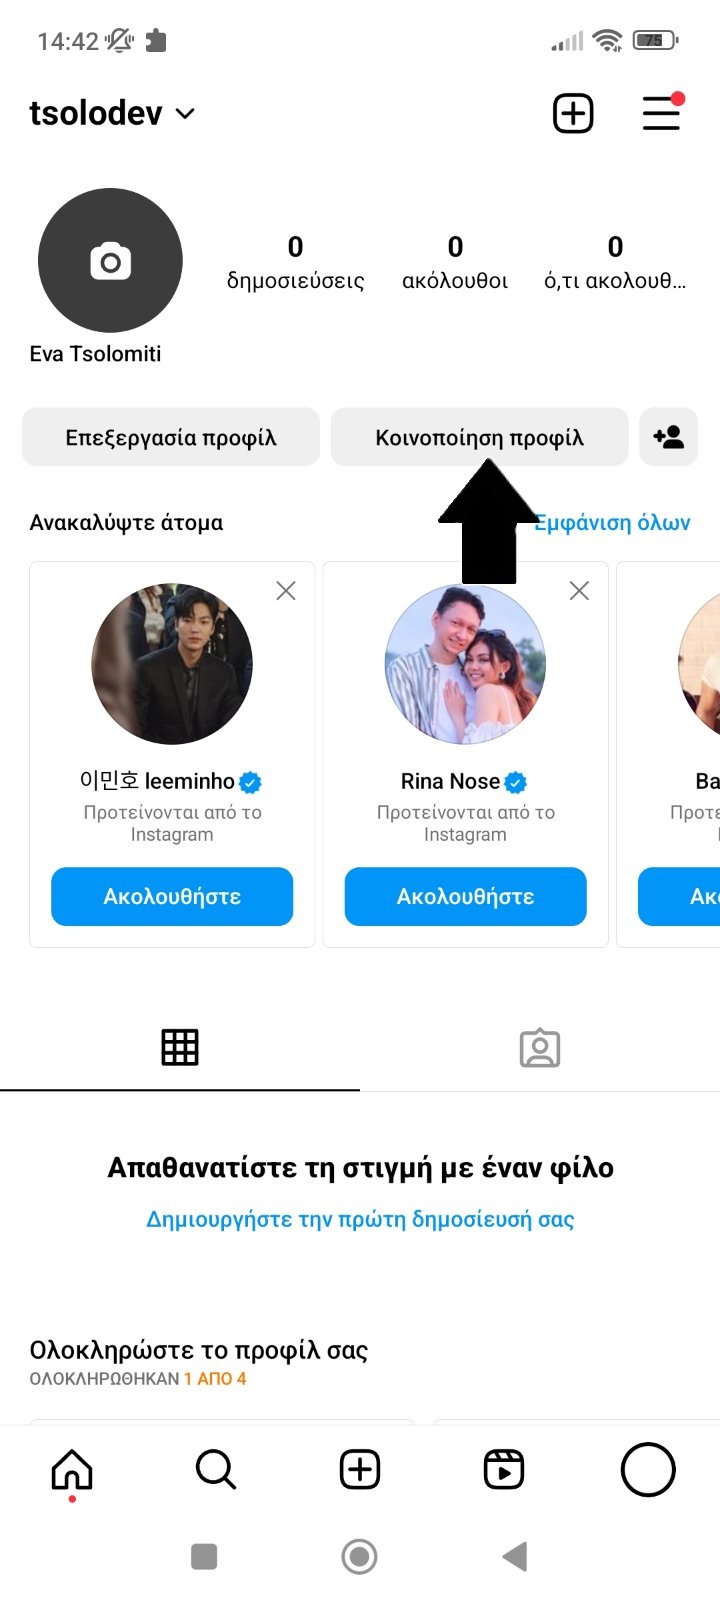 14:42
75
tsolodev
0 0 0
δημοσιεύσεις ακόλουθοι ό,τι ακολουθ...
Eva Tsolomiti
Επεξεργασία προφίλ Κοινοποίηση προφίλ
Ανακαλύψτε άτομα Εμφάνιση όλων
이민호 leeminho Rina Nose Ba
Προτείνονται από το Προτείνονται από το Προτε
Instagram Instagram I
Ακολουθήστε Ακολουθήστε Ακ
Απαθανατίστε τη στιγμή με έναν φίλο
Δημιουργήστε την πρώτη δημοσίευσή σας
Ολοκληρώστε το προφίλ σας
ΟΛΟΚΛΗΡΩΘΗΚΑΝ 1 ΑΠΟ 4